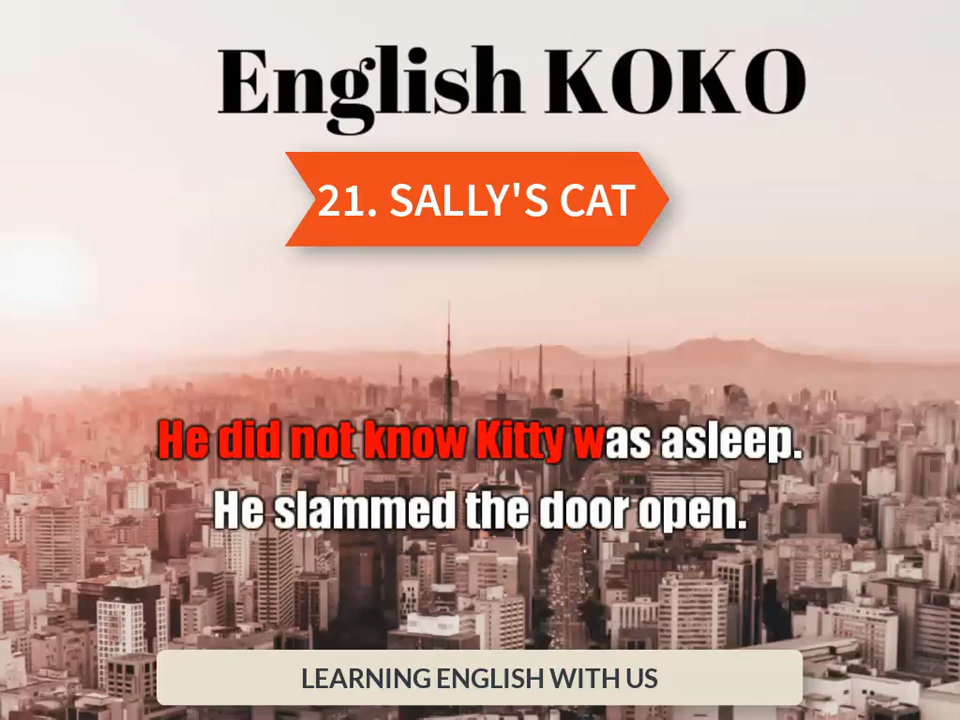 English KOKO
21. SALLY'S CAT
He did not know Kitty was asleep.
He slammed the door open.
LEARNING ENGLISH WITH US